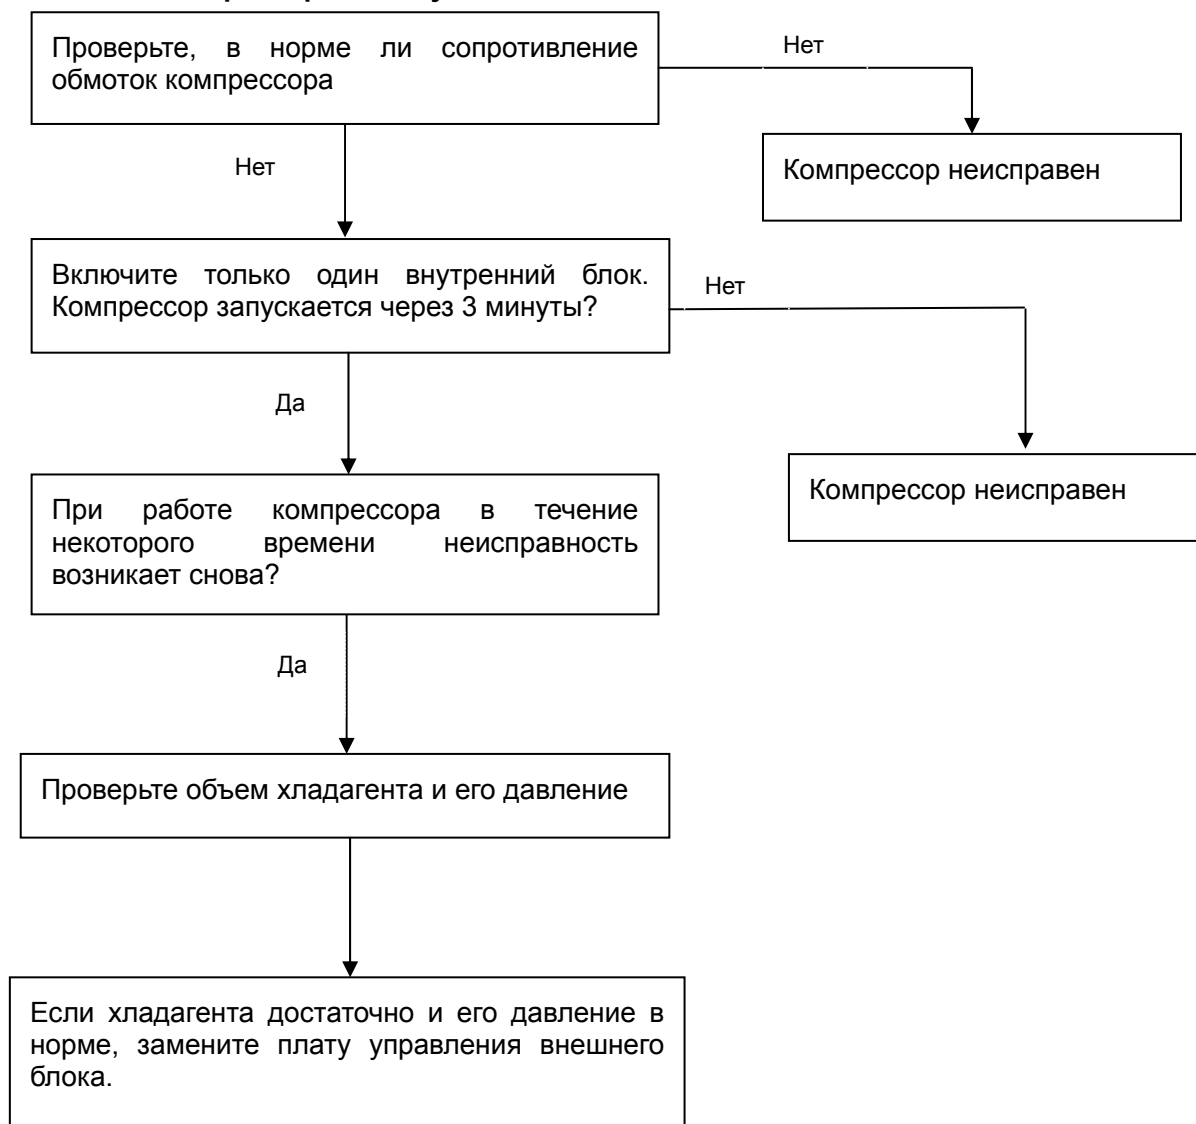 Проверьте, в норме ли сопротивление
обмоток компрессора
Нет
Компрессор неисправен
Нет
Включите только один внутренний блок.
Компрессор запускается через 3 минуты?
Нет
Компрессор неисправен
Да
При работе компрессора в течение
некоторого времени неисправность
возникает снова?
Да
Проверьте объем хладагента и его давление
Если хладагента достаточно и его давление в
норме, замените плату управления внешнего
блока.